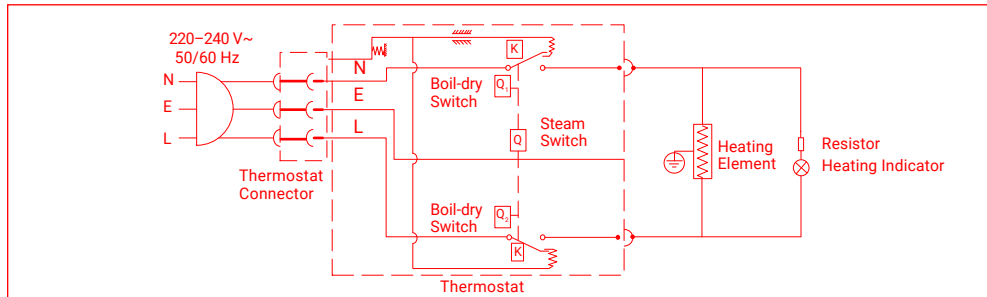 220–240 V~
50/60 Hz
N
E
L
Thermostat
Connector
N
E
L
K
Boil-dry
Switch
Q₁
Q
Steam
Switch
Boil-dry
Switch
Q₂
K
Thermostat
Heating
Element
Resistor
Heating Indicator